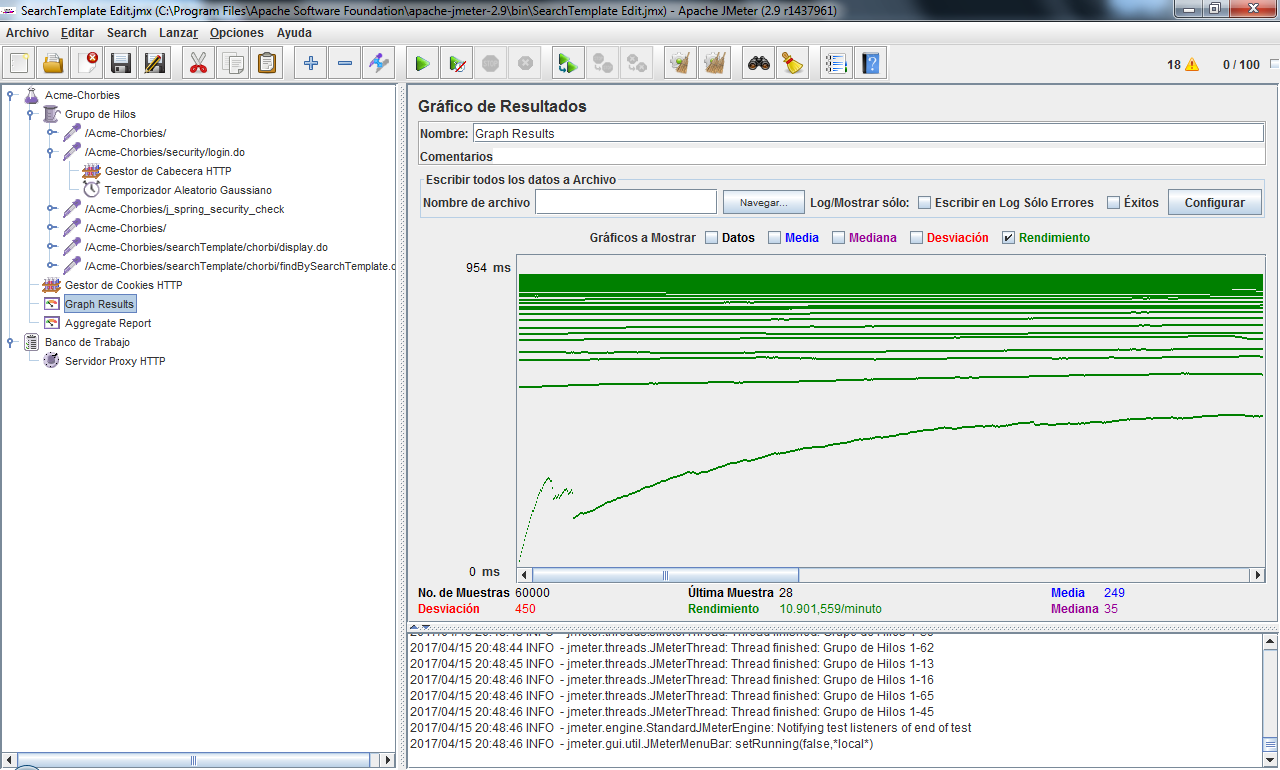 SearchTemplate Edit.jmx (C:\Program Files\Apache Software Foundation\apache-jmeter-2.9\bin\SearchTemplate Edit.jmx) - Apache JMeter (2.9 r1437961)
Archivo Editar Search Lanzar Opciones Ayuda
18 0 / 100
Acme-Chorbies
Grupo de Hilos
/Acme-Chorbies/
/Acme-Chorbies/security/login.do
Gestor de Cabecera HTTP
Temporizador Aleatorio Gaussiano
/Acme-Chorbies/j_spring_security_check
/Acme-Chorbies/
/Acme-Chorbies/searchTemplate/chorbi/display.do
/Acme-Chorbies/searchTemplate/chorbi/findBySearchTemplate.d
Gestor de Cookies HTTP
Graph Results
Aggregate Report
Banco de Trabajo
Servidor Proxy HTTP
Gráfico de Resultados
Nombre: Graph Results
Comentarios
Escribir todos los datos a Archivo
Nombre de archivo Navegar... Log/Mostrar sólo: Escribir en Log Sólo Errores Éxitos Configurar
Gráficos a Mostrar Datos Media Mediana Desviación Rendimiento
954 ms
0 ms
No. de Muestras 60000 Última Muestra 28 Media 249
Desviación 450 Rendimiento 10.901,559/minuto Mediana 35
2017/04/15 20:48:44 INFO - jmeter.threads.JMeterThread: Thread finished: Grupo de Hilos 1-62
2017/04/15 20:48:45 INFO - jmeter.threads.JMeterThread: Thread finished: Grupo de Hilos 1-13
2017/04/15 20:48:46 INFO - jmeter.threads.JMeterThread: Thread finished: Grupo de Hilos 1-16
2017/04/15 20:48:46 INFO - jmeter.threads.JMeterThread: Thread finished: Grupo de Hilos 1-65
2017/04/15 20:48:46 INFO - jmeter.threads.JMeterThread: Thread finished: Grupo de Hilos 1-45
2017/04/15 20:48:46 INFO - jmeter.engine.StandardJMeterEngine: Notifying test listeners of end of test
2017/04/15 20:48:46 INFO - jmeter.gui.util.JMeterMenuBar: setRunning(false,*local*)